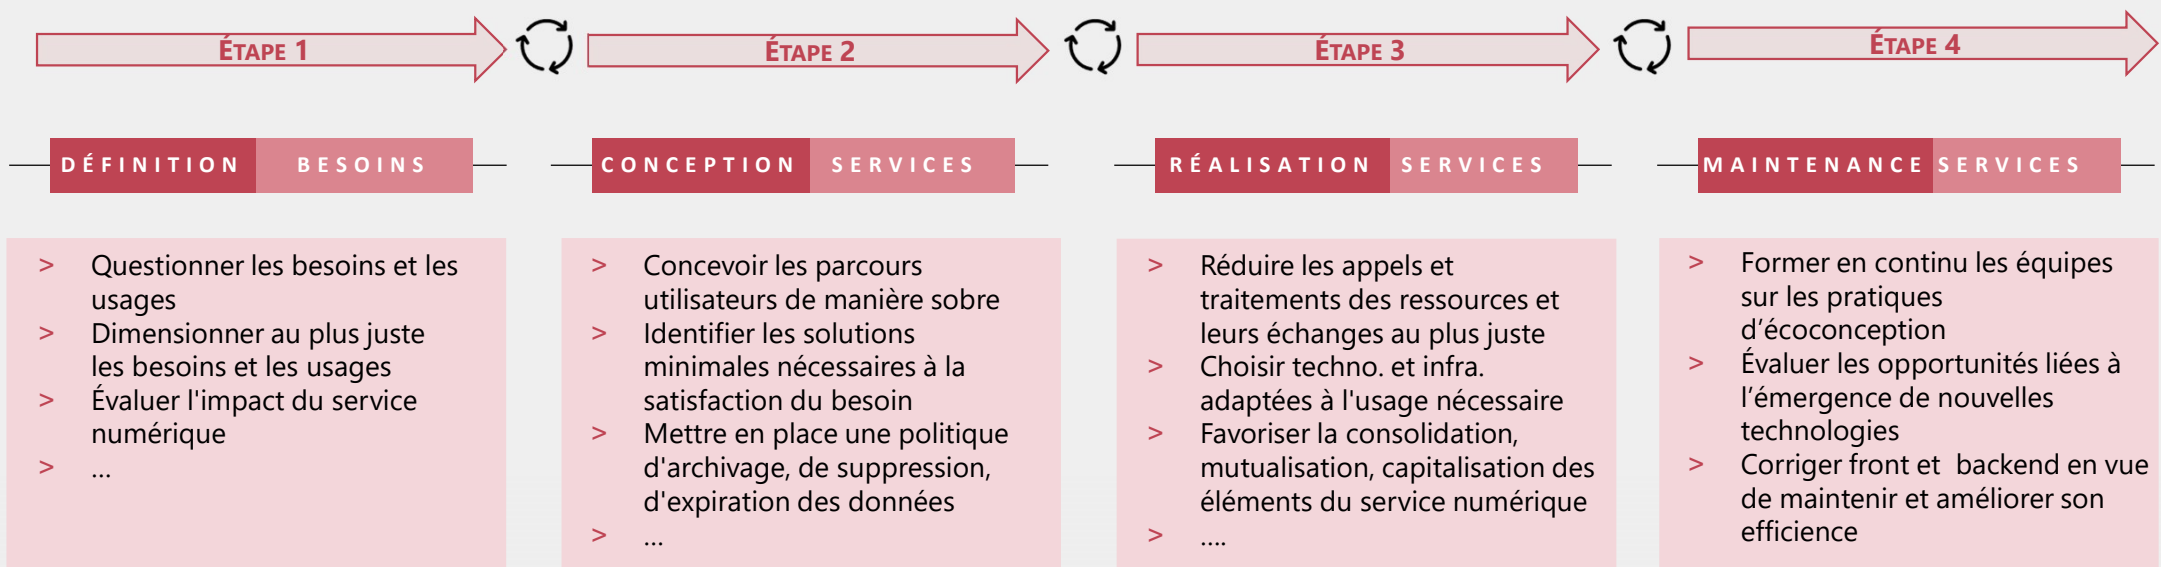 ÉTAPE 1
ÉTAPE 2
ÉTAPE 3
ÉTAPE 4
DÉFINITION BESOINS
CONCEPTION SERVICES
RÉALISATION SERVICES
MAINTENANCE SERVICES
> Questionner les besoins et les
usages
> Dimensionner au plus juste
les besoins et les usages
> Évaluer l'impact du service
numérique
> ...
> Concevoir les parcours
utilisateurs de manière sobre
> Identifier les solutions
minimales nécessaires à la
satisfaction du besoin
> Mettre en place une politique
d'archivage, de suppression,
d'expiration des données
> ...
> Réduire les appels et
traitements des ressources et
leurs échanges au plus juste
> Choisir techno. et infra.
adaptées à l'usage nécessaire
> Favoriser la consolidation,
mutualisation, capitalisation des
éléments du service numérique
> ....
> Former en continu les équipes
sur les pratiques
d’écoconception
> Évaluer les opportunités liées à
l’émergence de nouvelles
technologies
> Corriger front et backend en vue
de maintenir et améliorer son
efficience